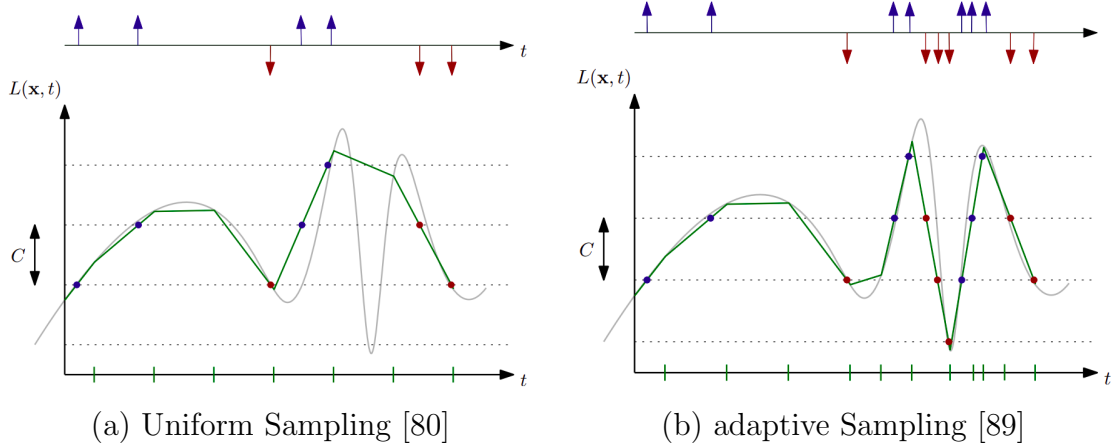 t
L(x, t)
C
t
(a) Uniform Sampling [80]
t
L(x, t)
C
t
(b) adaptive Sampling [89]